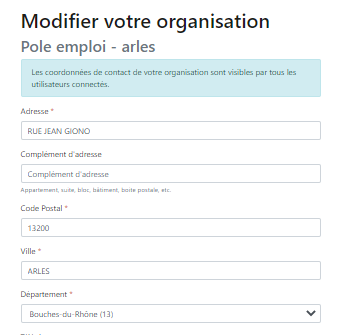 Modifier votre organisation
Pole emploi - arles
Les coordonnées de contact de votre organisation sont visibles par tous les
utilisateurs connectés.
Adresse *
RUE JEAN GIONO
Complément d'adresse
Complément d'adresse
Appartement, suite, bloc, bâtiment, boite postale, etc.
Code Postal *
13200
Ville *
ARLES
Département *
Bouches-du-Rhône (13)